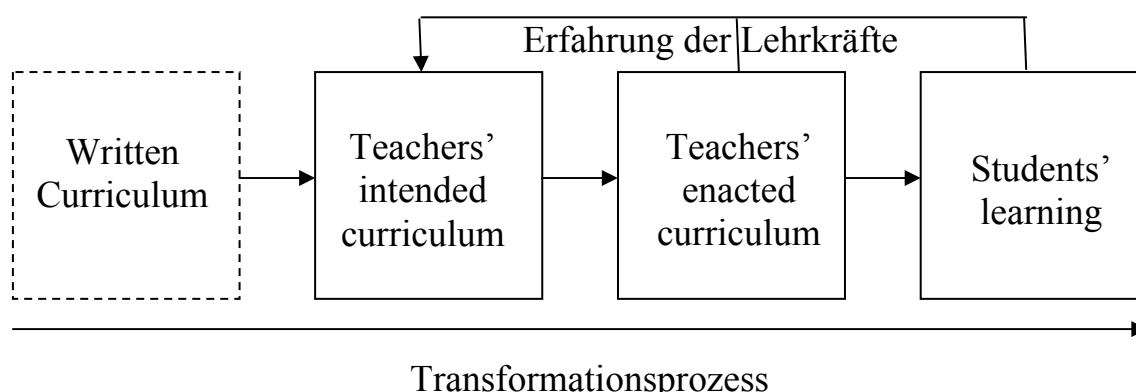 Erfahrung der Lehrkräfte
Written
Curriculum
Teachers’
intended
curriculum
Teachers’
enacted
curriculum
Students’
learning
Transformationsprozess